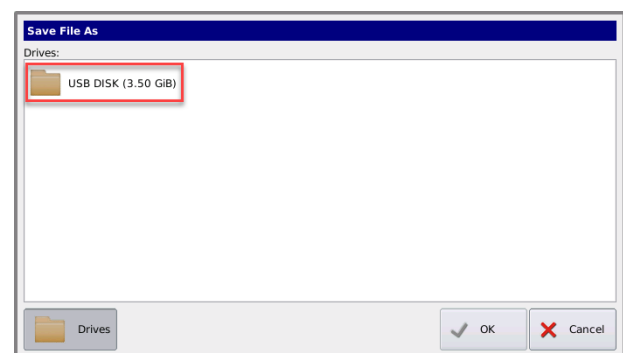 Save File As
Drives:
USB DISK (3.50 GiB)
Drives
OK
Cancel